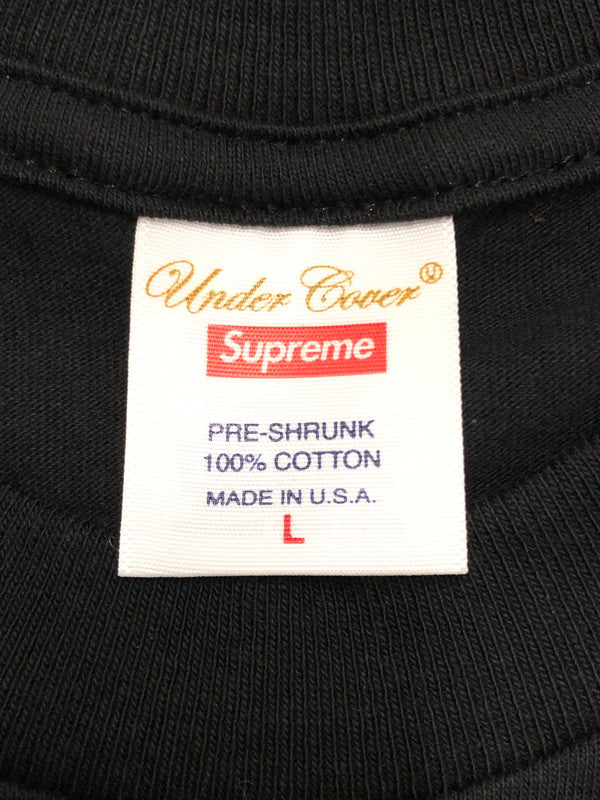 Under Cover Ⓤ
Supreme
PRE-SHRUNK
100% COTTON
MADE IN U.S.A.
L